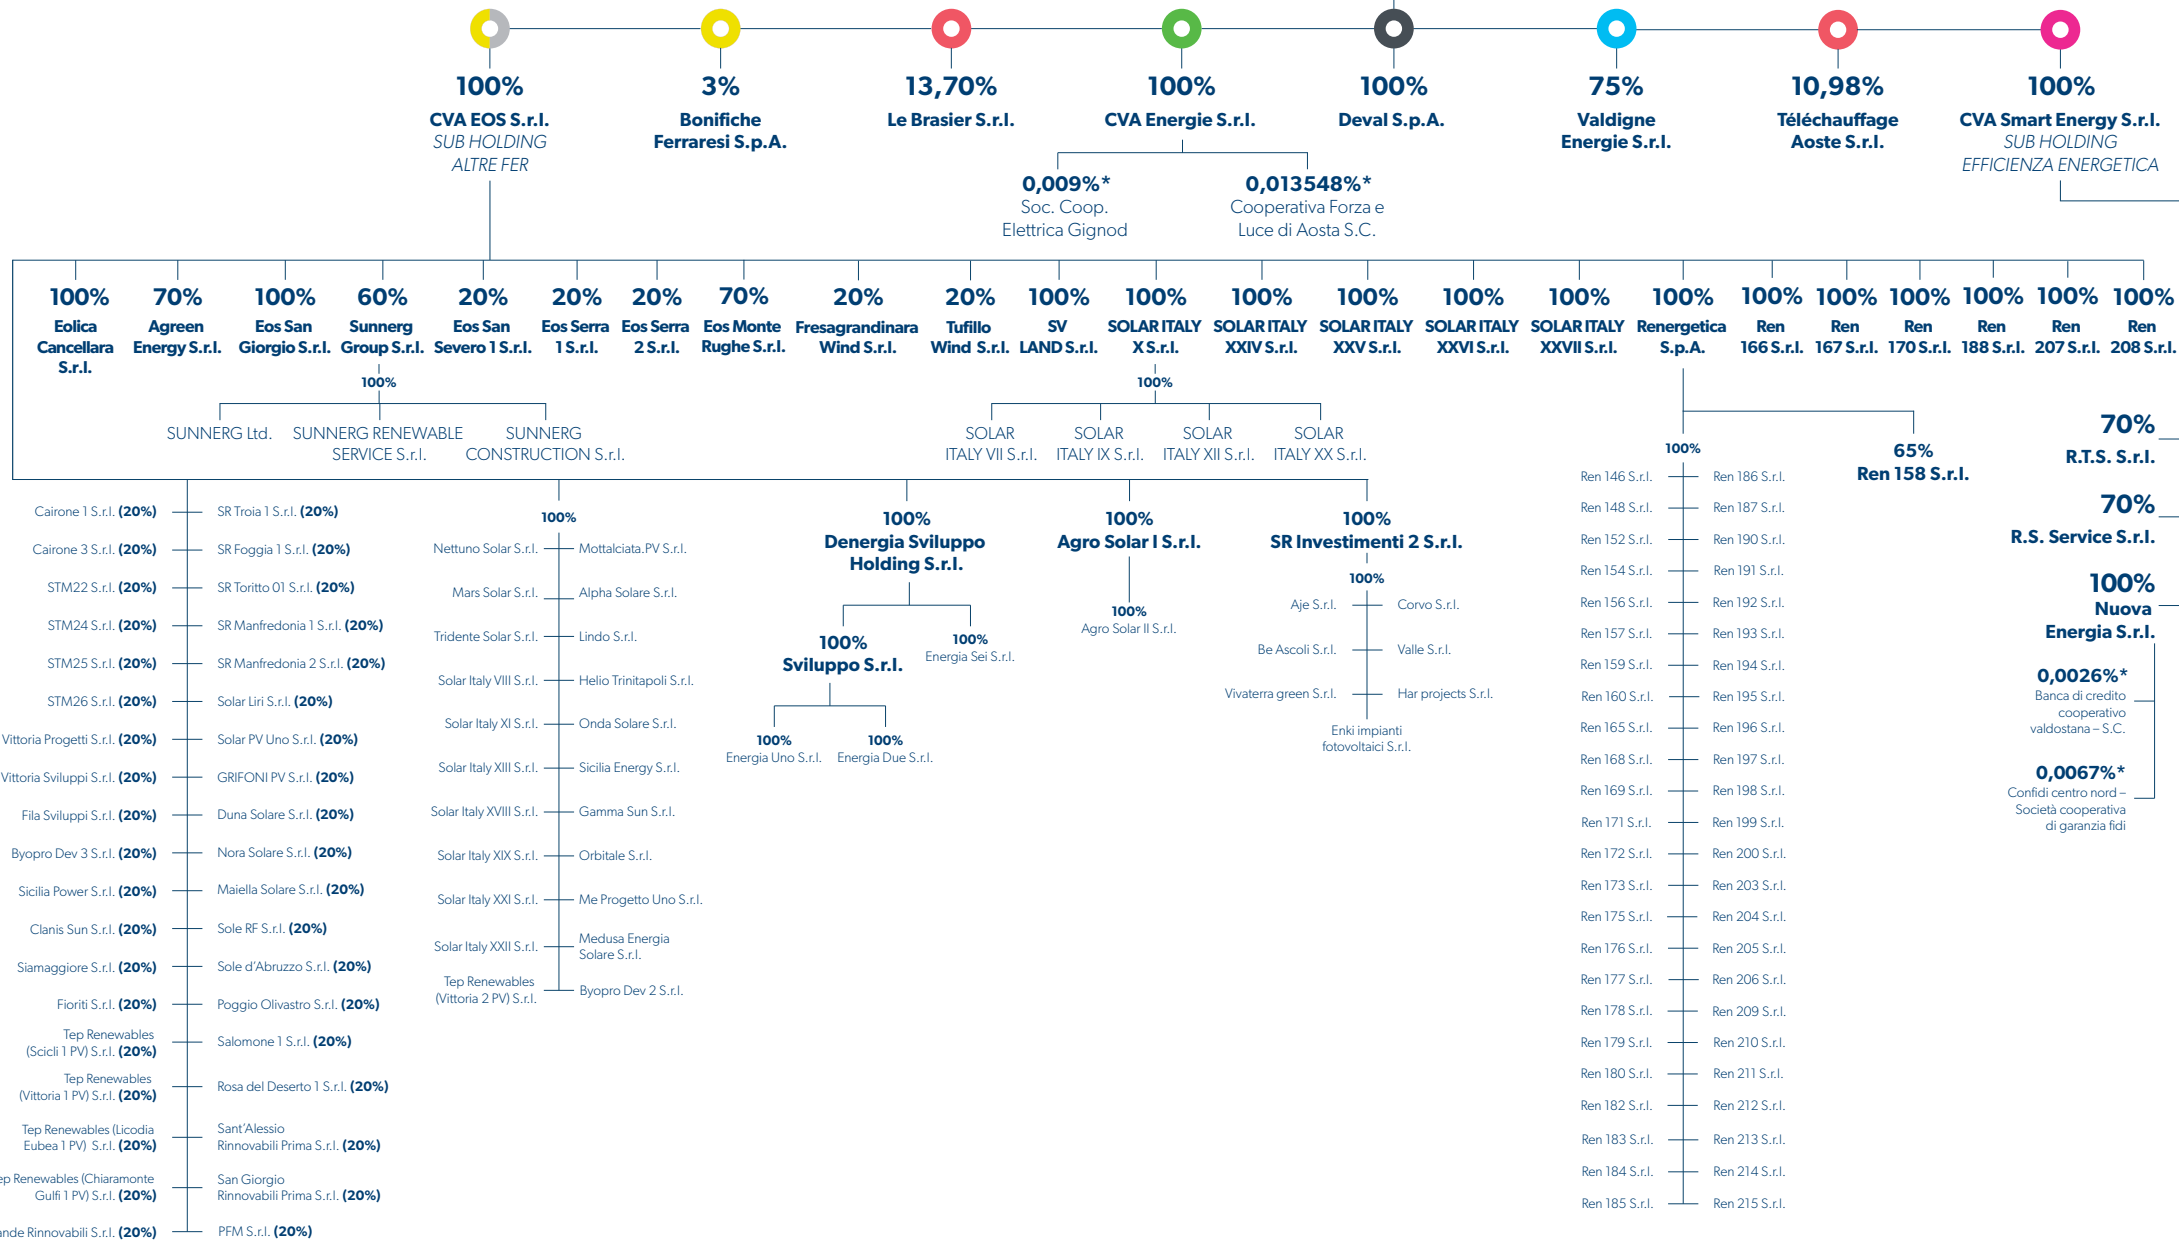 100%
CVA EOS S.r.l.
SUB HOLDING
ALTRE FER
3%
Bonifiche
Ferraresi S.p.A.
13,70%
Le Brasier S.r.l.
100%
CVA Energie S.r.l.
0,009%*
Soc. Coop.
Elettrica Gignod
0,013548%*
Cooperativa Forza e
Luce di Aosta S.C.
100%
Deval S.p.A.
75%
Valdigne
Energie S.r.l.
10,98%
Téléchauffage
Aoste S.r.l.
100%
CVA Smart Energy S.r.l.
SUB HOLDING
EFFICIENZA ENERGETICA
100%
Eolica
Cancellara
S.r.l.
70%
Agreen
Energy S.r.l.
100%
Eos San
Giorgio S.r.l.
60%
Sunnerg
Group S.r.l.
20%
Eos San
Severo 1 S.r.l.
20%
Eos Serra
1 S.r.l.
20%
Eos Serra
2 S.r.l.
70%
Eos Monte
Rughe S.r.l.
20%
Fresagrandinara
Wind S.r.l.
20%
Tufillo
Wind S.r.l.
100%
SV
LAND S.r.l.
100%
SOLAR ITALY
X S.r.l.
100%
SOLAR ITALY
XXIV S.r.l.
100%
SOLAR ITALY
XXV S.r.l.
100%
SOLAR ITALY
XXVI S.r.l.
100%
SOLAR ITALY
XXVII S.r.l.
100%
Renergetica
S.p.A.
100%
Ren
166 S.r.l.
100%
Ren
167 S.r.l.
100%
Ren
170 S.r.l.
100%
Ren
188 S.r.l.
100%
Ren
207 S.r.l.
100%
Ren
208 S.r.l.
100%
SUNNERG Ltd.
SUNNERG RENEWABLE
SERVICE S.r.l.
SUNNERG
CONSTRUCTION S.r.l.
100%
SOLAR
ITALY VII S.r.l.
SOLAR
ITALY IX S.r.l.
SOLAR
ITALY XII S.r.l.
SOLAR
ITALY XX S.r.l.
Cairone 1 S.r.l. (20%)
SR Troia 1 S.r.l. (20%)
Cairone 3 S.r.l. (20%)
SR Foggia 1 S.r.l. (20%)
STM22 S.r.l. (20%)
SR Toritto 01 S.r.l. (20%)
STM24 S.r.l. (20%)
SR Manfredonia 1 S.r.l. (20%)
STM25 S.r.l. (20%)
SR Manfredonia 2 S.r.l. (20%)
STM26 S.r.l. (20%)
Solar Liri S.r.l. (20%)
Vittoria Progetti S.r.l. (20%)
Solar PV Uno S.r.l. (20%)
Vittoria Sviluppi S.r.l. (20%)
GRIFONI PV S.r.l. (20%)
Fila Sviluppi S.r.l. (20%)
Duna Solare S.r.l. (20%)
Byopro Dev 3 S.r.l. (20%)
Nora Solare S.r.l. (20%)
Sicilia Power S.r.l. (20%)
Maiella Solare S.r.l. (20%)
Clanis Sun S.r.l. (20%)
Sole RF S.r.l. (20%)
Siamaggiore S.r.l. (20%)
Sole d'Abruzzo S.r.l. (20%)
Fioriti S.r.l. (20%)
Poggio Olivastro S.r.l. (20%)
Tep Renewables
(Scicli 1 PV) S.r.l. (20%)
Salomone 1 S.r.l. (20%)
Tep Renewables
(Vittoria 1 PV) S.r.l. (20%)
Rosa del Deserto 1 S.r.l. (20%)
Tep Renewables (Licodia
Eubea 1 PV) S.r.l. (20%)
Sant'Alessio
Rinnovabili Prima S.r.l. (20%)
ep Renewables (Chiaramonte
Gulfi 1 PV) S.r.l. (20%)
San Giorgio
Rinnovabili Prima S.r.l. (20%)
ande Rinnovabili S.r.l. (20%)
PFM S.r.l. (20%)
100%
Nettuno Solar S.r.l.
Mottalciata.PV S.r.l.
Mars Solar S.r.l.
Alpha Solare S.r.l.
Tridente Solar S.r.l.
Lindo S.r.l.
Solar Italy VIII S.r.l.
Helio Trinitapoli S.r.l.
Solar Italy XI S.r.l.
Onda Solare S.r.l.
Solar Italy XIII S.r.l.
Sicilia Energy S.r.l.
Solar Italy XVIII S.r.l.
Gamma Sun S.r.l.
Solar Italy XIX S.r.l.
Orbitale S.r.l.
Solar Italy XXI S.r.l.
Me Progetto Uno S.r.l.
Solar Italy XXII S.r.l.
Medusa Energia
Solare S.r.l.
Tep Renewables
(Vittoria 2 PV) S.r.l.
Byopro Dev 2 S.r.l.
100%
Denergia Sviluppo
Holding S.r.l.
100%
Sviluppo S.r.l.
100%
Energia Sei S.r.l.
100%
Energia Uno S.r.l.
100%
Energia Due S.r.l.
100%
Agro Solar I S.r.l.
100%
Agro Solar II S.r.l.
100%
SR Investimenti 2 S.r.l.
100%
Aje S.r.l.
Corvo S.r.l.
Be Ascoli S.r.l.
Valle S.r.l.
Vivaterra green S.r.l.
Har projects S.r.l.
Enki impianti
fotovoltaici S.r.l.
100%
65%
Ren 158 S.r.l.
Ren 146 S.r.l.
Ren 186 S.r.l.
Ren 148 S.r.l.
Ren 187 S.r.l.
Ren 152 S.r.l.
Ren 190 S.r.l.
Ren 154 S.r.l.
Ren 191 S.r.l.
Ren 156 S.r.l.
Ren 192 S.r.l.
Ren 157 S.r.l.
Ren 193 S.r.l.
Ren 159 S.r.l.
Ren 194 S.r.l.
Ren 160 S.r.l.
Ren 195 S.r.l.
Ren 165 S.r.l.
Ren 196 S.r.l.
Ren 168 S.r.l.
Ren 197 S.r.l.
Ren 169 S.r.l.
Ren 198 S.r.l.
Ren 171 S.r.l.
Ren 199 S.r.l.
Ren 172 S.r.l.
Ren 200 S.r.l.
Ren 173 S.r.l.
Ren 203 S.r.l.
Ren 175 S.r.l.
Ren 204 S.r.l.
Ren 176 S.r.l.
Ren 205 S.r.l.
Ren 177 S.r.l.
Ren 206 S.r.l.
Ren 178 S.r.l.
Ren 209 S.r.l.
Ren 179 S.r.l.
Ren 210 S.r.l.
Ren 180 S.r.l.
Ren 211 S.r.l.
Ren 182 S.r.l.
Ren 212 S.r.l.
Ren 183 S.r.l.
Ren 213 S.r.l.
Ren 184 S.r.l.
Ren 214 S.r.l.
Ren 185 S.r.l.
Ren 215 S.r.l.
70%
R.T.S. S.r.l.
70%
R.S. Service S.r.l.
100%
Nuova
Energia S.r.l.
0,0026%*
Banca di credito
cooperativo
valdostana – S.C.
0,0067%*
Confidi centro nord –
Società cooperativa
di garanzia fidi